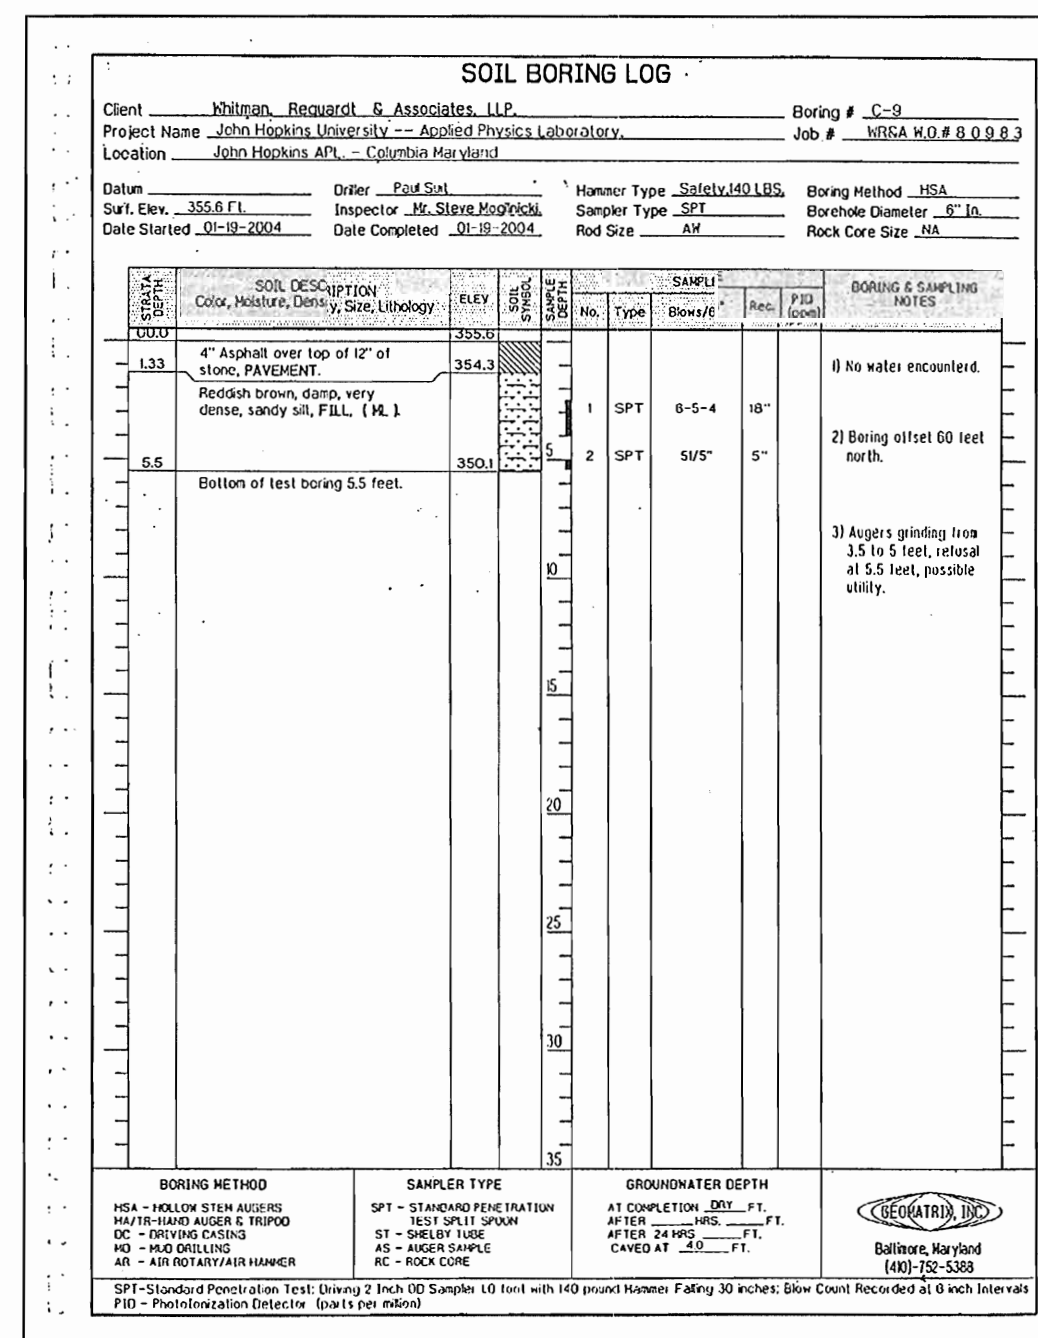 SOIL BORING LOG
Client Whitman, Requardt & Associates, LLP. Boring # C-9
Project Name John Hopkins University -- Applied Physics Laboratory. Job # WR&A W.O.# 80983
Location John Hopkins APL. - Columbia Maryland
Datum Driller Paul Suit Hammer Type Safety,140 LBS. Boring Method HSA
Surf. Elev. 355.6 Ft. Inspector Mr. Steve Sampler Type SPT Borehole Diameter 6" In.
Date Started 01-19-2004 Date Completed 01-19-2004 Rod Size AW Rock Core Size NA
STRATA DEPTH
SOIL DESCRIPTION
Color, Moisture, Density, Size, Lithology
ELEV
SOIL SYMBOL
SAMPLE DEPTH
SAMPLI
No. Type Blows/6 Rec. PID (ppm)
BORING & SAMPLING
NOTES
00.0 355.6
1.33 4" Asphalt over top of 12" of 354.3
stone, PAVEMENT.
1) No water encounterd.
Reddish brown, damp, very
dense, sandy silt, FILL, ( ML ).
1 SPT 6-5-4 18"
2) Boring offset 60 feet
north.
5
2 SPT 51/5" 5"
5.5 350.1
Bottom of test boring 5.5 feet.
3) Augers grinding from
3.5 to 5 feet, refusal
at 5.5 feet, possible
utility.
10
15
20
25
30
35
BORING METHOD
HSA - HOLLOW STEM AUGERS
HA/TR-HAND AUGER & TRIPOD
DC - DRIVING CASING
MD - MUD DRILLING
AR - AIR ROTARY/AIR HAMMER
SAMPLER TYPE
SPT - STANDARD PENETRATION
TEST SPLIT SPOON
ST - SHELBY TUBE
AS - AUGER SAMPLE
RC - ROCK CORE
GROUNDWATER DEPTH
AT COMPLETION DRY FT.
AFTER HRS. FT.
AFTER 24 HRS FT.
CAVED AT 4.0 FT.
GEOMATRIX, INC
Baltimore, Maryland
(410)-752-5388
SPT-Standard Penetration Test: Driving 2 Inch OD Sampler 1.0 foot with 140 pound Hammer Falling 30 inches; Blow Count Recorded at 6 inch Intervals
PID - Photoionization Detector (parts per million)